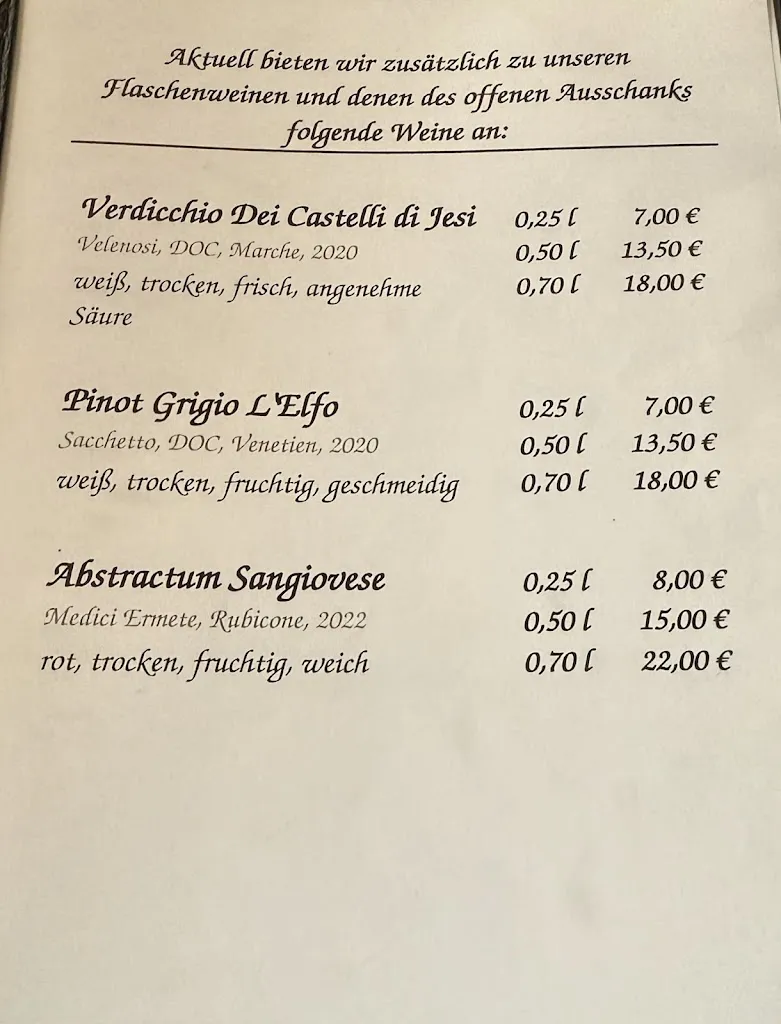 Aktuell bieten wir zusätzlich zu unseren
Flaschenweinen und denen des offenen Ausschanks
folgende Weine an:
Verdicchio Dei Castelli di Jesi 0,25 l 7,00 €
Velenosi, DOC, Marche, 2020 0,50 l 13,50 €
weiß, trocken, frisch, angenehme 0,70 l 18,00 €
Säure
Pinot Grigio L'Elfo 0,25 l 7,00 €
Sacchetto, DOC, Venetien, 2020 0,50 l 13,50 €
weiß, trocken, fruchtig, geschmeidig 0,70 l 18,00 €
Abstractum Sangiovese 0,25 l 8,00 €
Medici Ermete, Rubicone, 2022 0,50 l 15,00 €
rot, trocken, fruchtig, weich 0,70 l 22,00 €